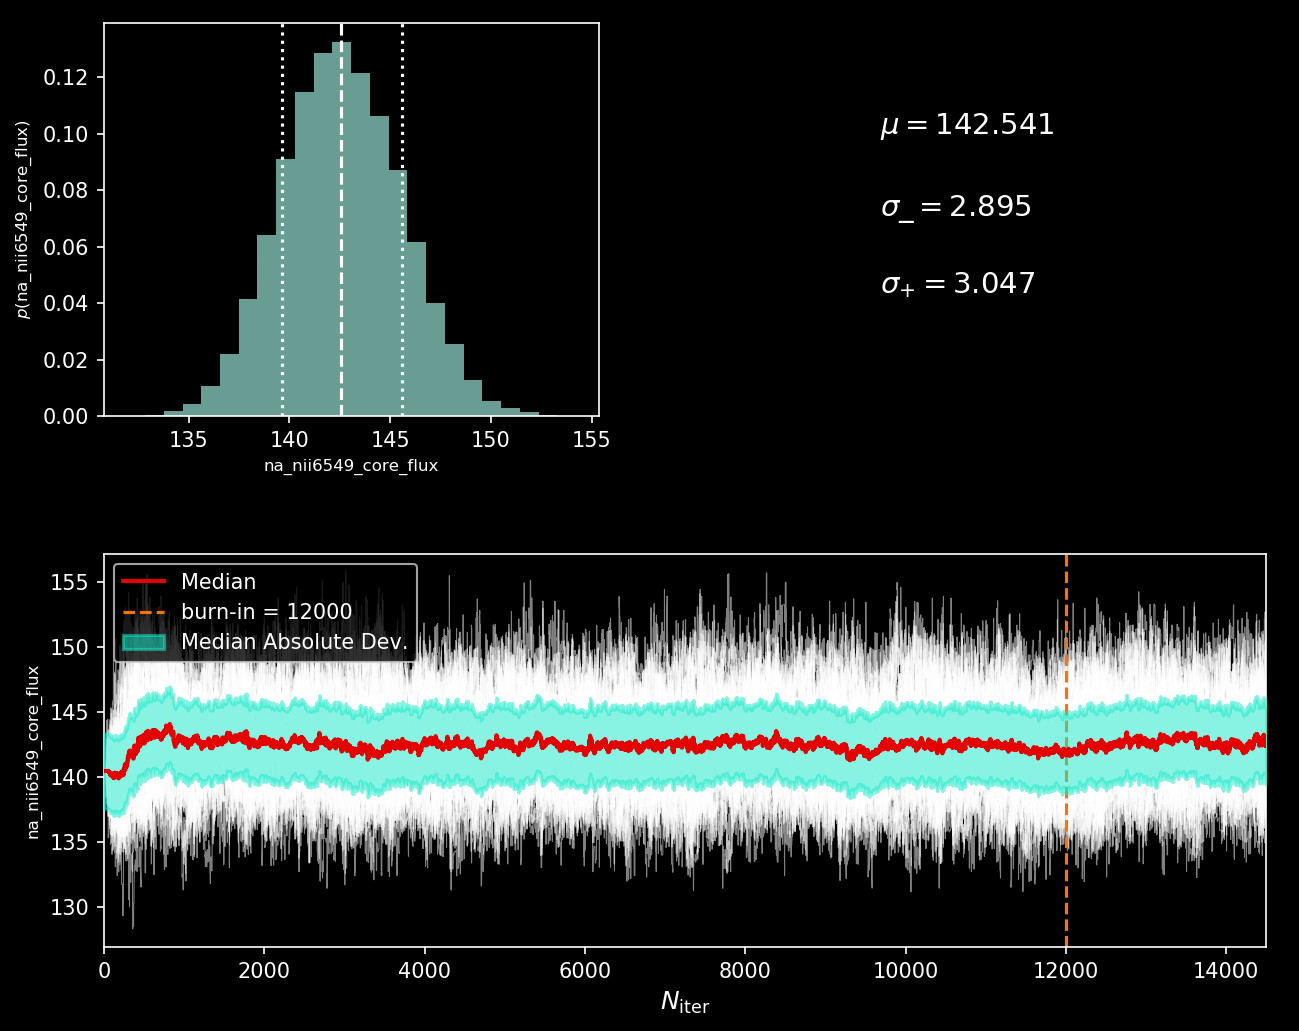 0.12
0.10
0.08
0.06
0.04
0.02
0.00
p(na_nii6549_core_flux)
135 140 145 150 155
na_nii6549_core_flux
μ = 142.541
σ_ = 2.895
σ+ = 3.047
Median
burn-in = 12000
Median Absolute Dev.
155
150
145
140
135
130
na_nii6549_core_flux
0 2000 4000 6000 8000 10000 12000 14000
Niter